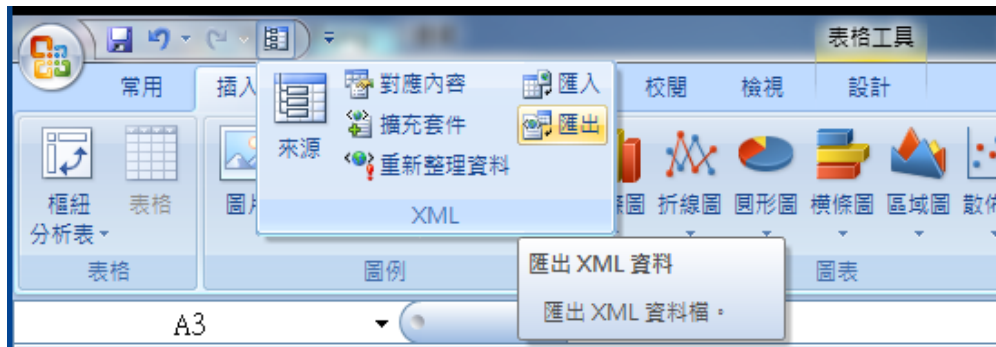 表格工具
常用
插入
校閱
檢視
設計
來源
對應內容
擴充套件
重新整理資料
匯入
匯出
XML
樞紐
分析表
表格
圖
折線圖
圓形圖
橫條圖
區域圖
散佈
表格
圖例
圖表
匯出 XML 資料
匯出 XML 資料檔。
A3